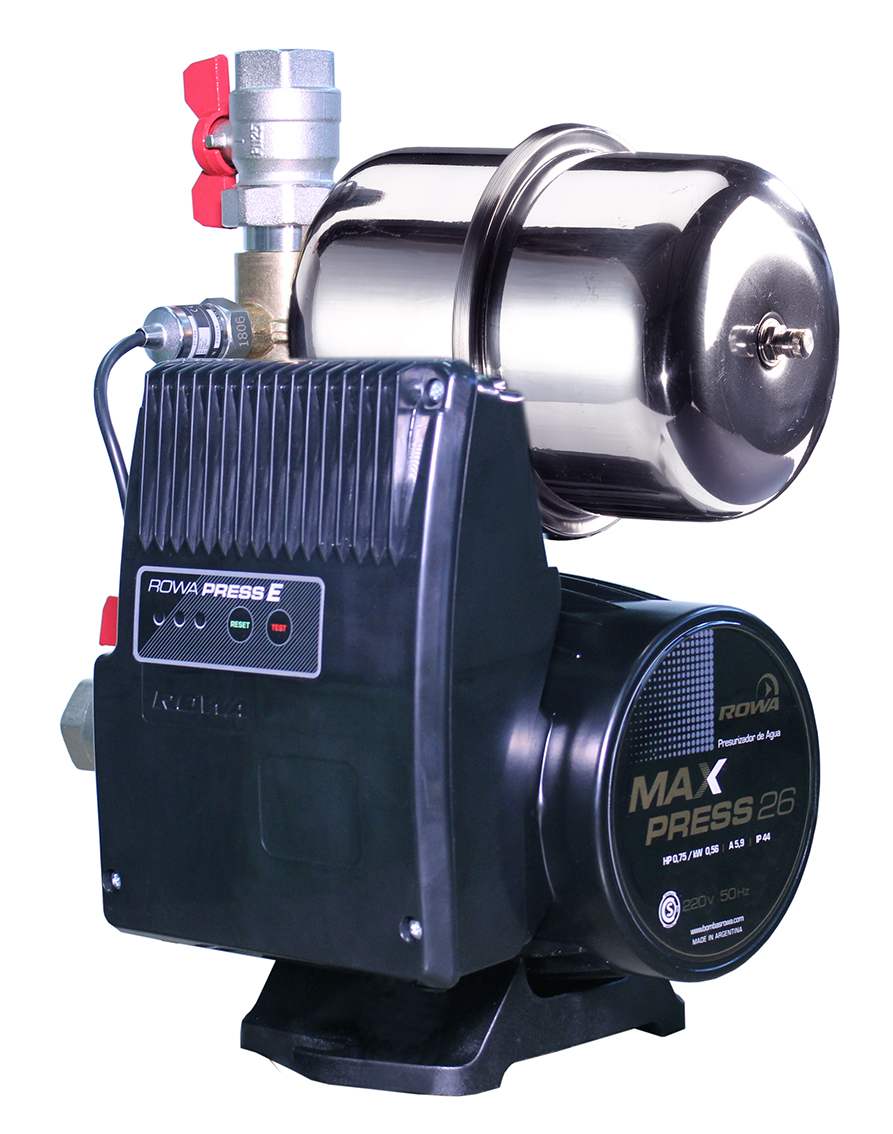 1806
ROWA PRESS E
RESET
TEST
ROWA
ROWA
Presurizador de Agua
MAX
PRESS 26
HP 0,75 / kW 0,56 | A 5,9 | IP 44
S
220V 50Hz
www.bombasrowa.com
MADE IN ARGENTINA